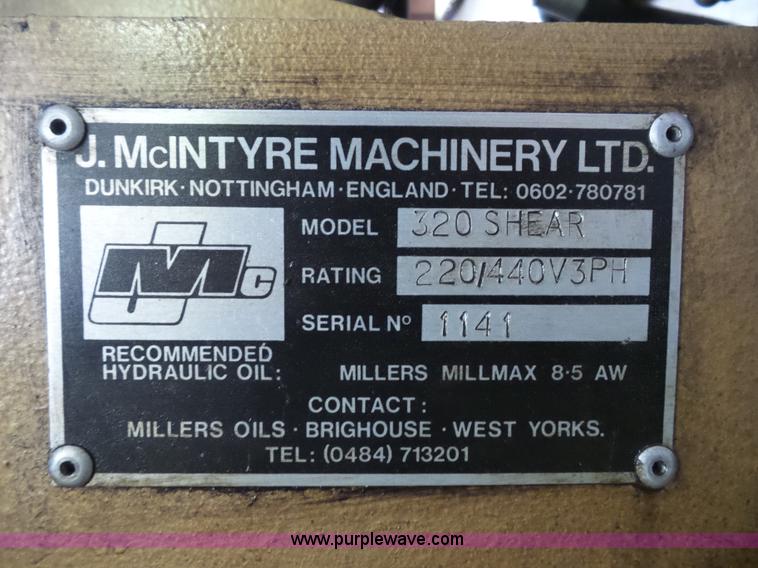 J. McINTYRE MACHINERY LTD.
DUNKIRK · NOTTINGHAM · ENGLAND · TEL: 0602 · 780781
JMc
MODEL 320 SHEAR
RATING 220/440V3PH
SERIAL Nº 1141
RECOMMENDED
HYDRAULIC OIL: MILLERS MILLMAX 8·5 AW
CONTACT:
MILLERS OILS · BRIGHOUSE · WEST YORKS.
TEL: (0484) 713201
www.purplewave.com